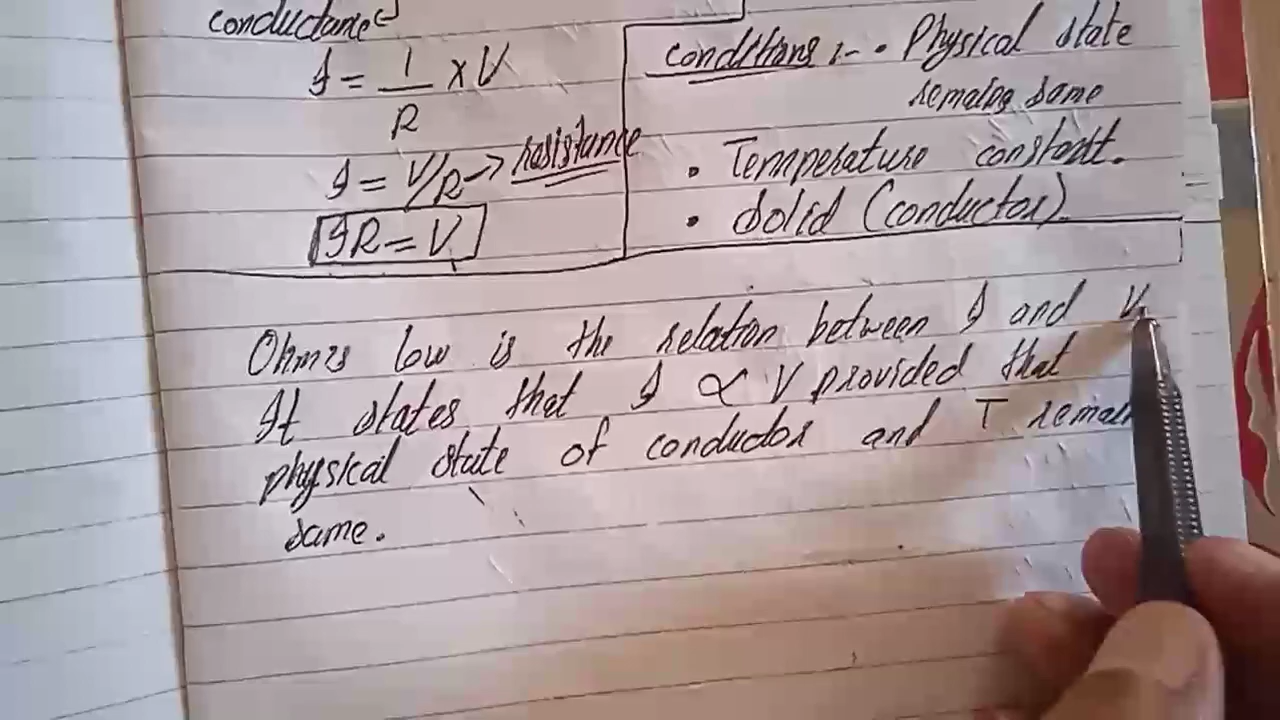 conductance
I = 1/R × V
I = V/R → resistance
IR = V
conditions :- • Physical state
remains same
• Temperature constant.
• Solid (conductor)
Ohm's low is the relation between I and V.
It states that I ∝ V provided that
physical state of conductor and T remain
same.